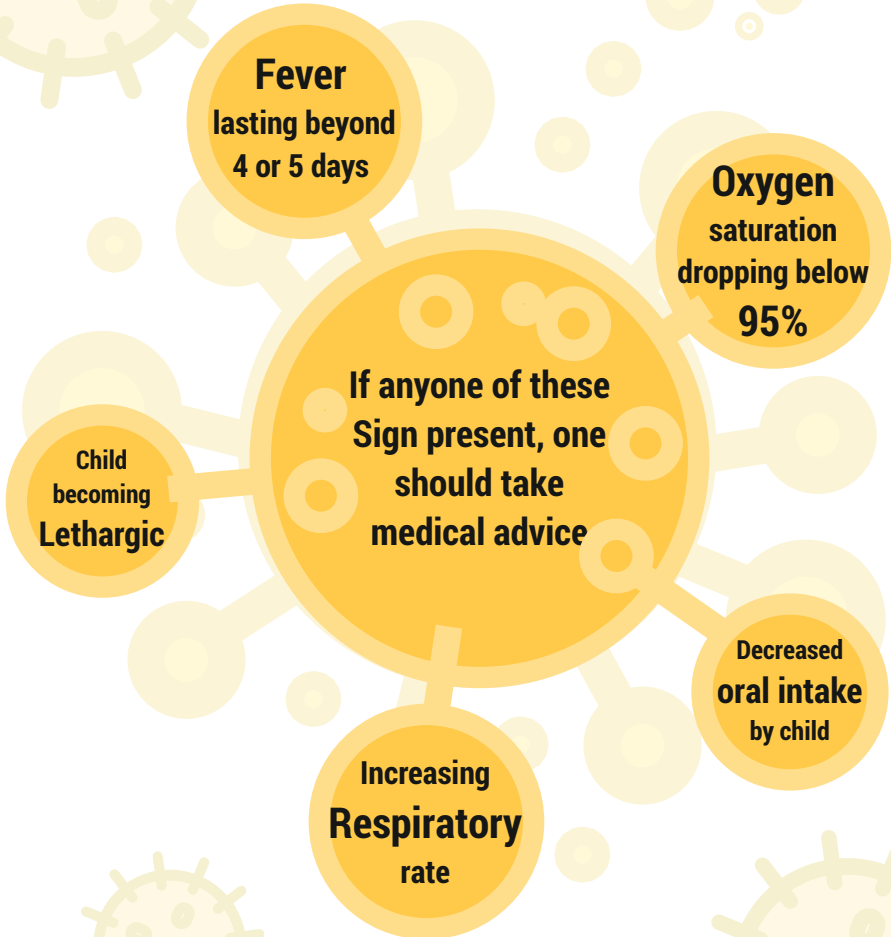 Fever
lasting beyond
4 or 5 days
Oxygen
saturation
dropping below
95%
If anyone of these
Sign present, one
should take
medical advice
Child
becoming
Lethargic
Decreased
oral intake
by child
Increasing
Respiratory
rate